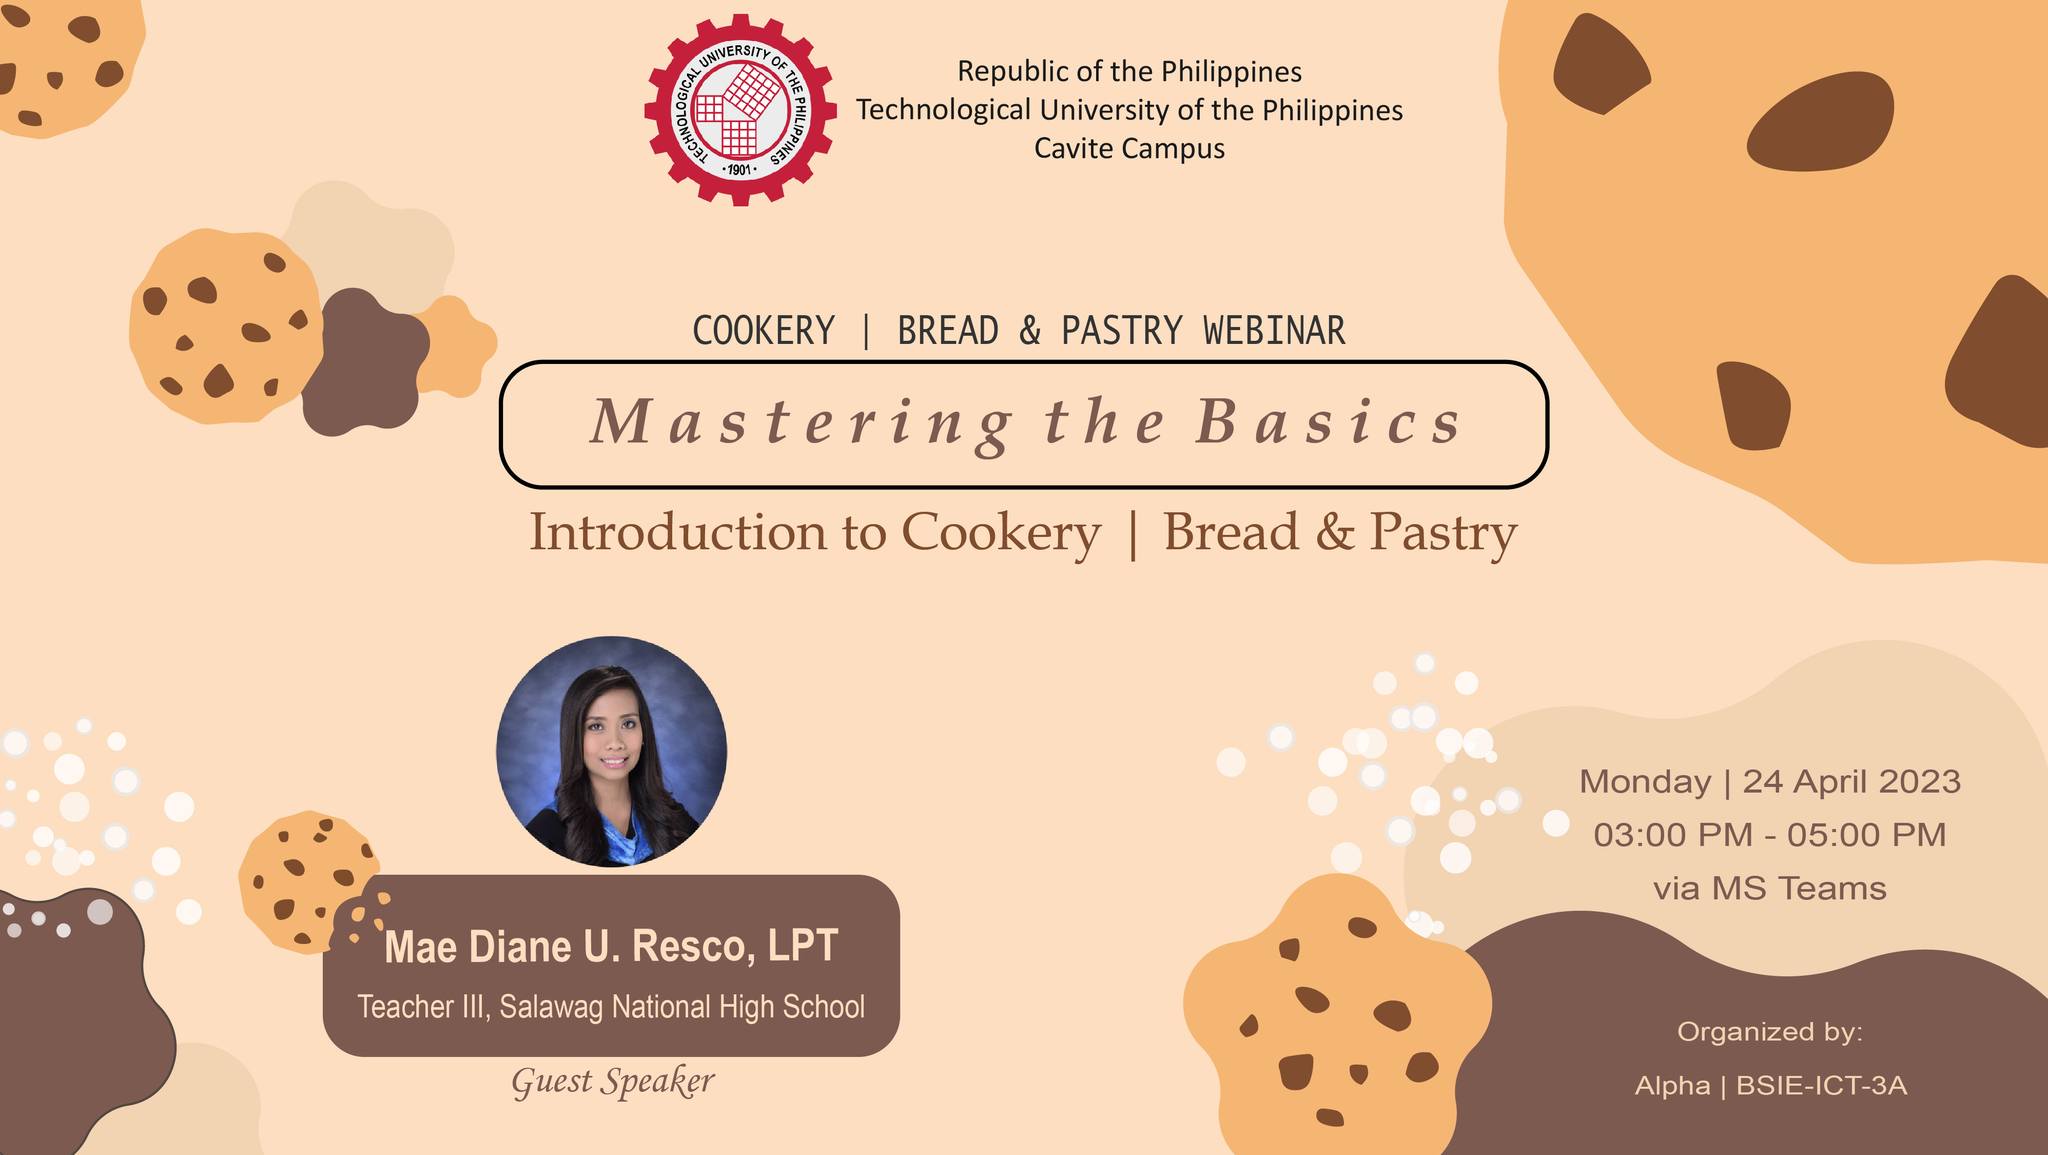 TECHNOLOGICAL UNIVERSITY OF THE PHILIPPINES
• 1901 •
Republic of the Philippines
Technological University of the Philippines
Cavite Campus
COOKERY | BREAD & PASTRY WEBINAR
Mastering the Basics
Introduction to Cookery | Bread & Pastry
Mae Diane U. Resco, LPT
Teacher III, Salawag National High School
Guest Speaker
Monday | 24 April 2023
03:00 PM - 05:00 PM
via MS Teams
Organized by:
Alpha | BSIE-ICT-3A